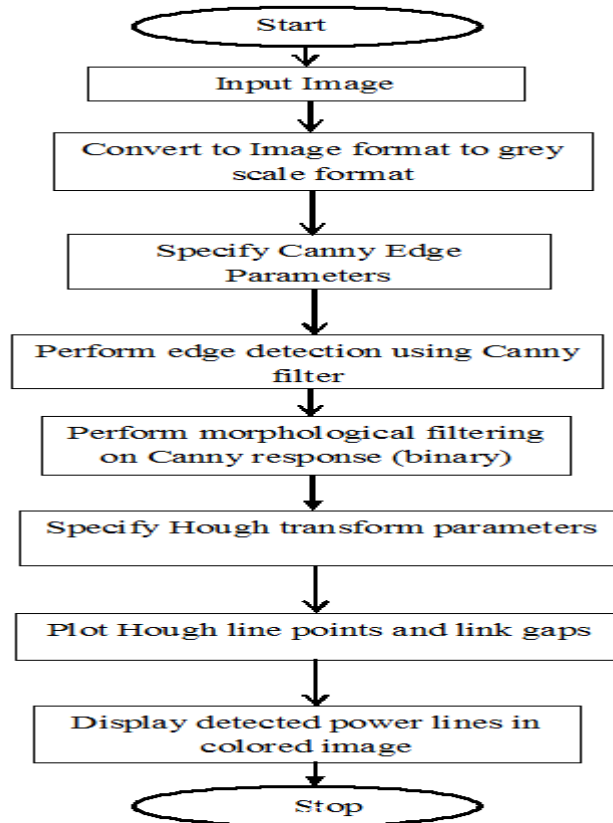 Start
Input Image
Convert to Image format to grey
scale format
Specify Canny Edge
Parameters
Perform edge detection using Canny
filter
Perform morphological filtering
on Canny response (binary)
Specify Hough transform parameters
Plot Hough line points and link gaps
Display detected power lines in
colored image
Stop